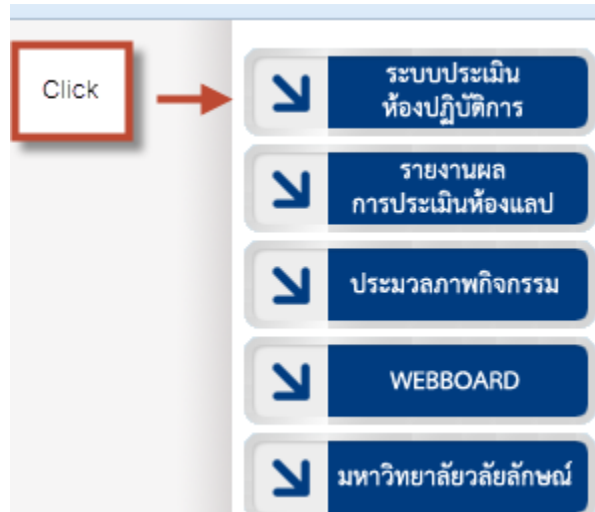 Click
ระบบประเมิน
ห้องปฏิบัติการ
รายงานผล
การประเมินห้องแลป
ประมวลภาพกิจกรรม
WEBBOARD
มหาวิทยาลัยวลัยลักษณ์